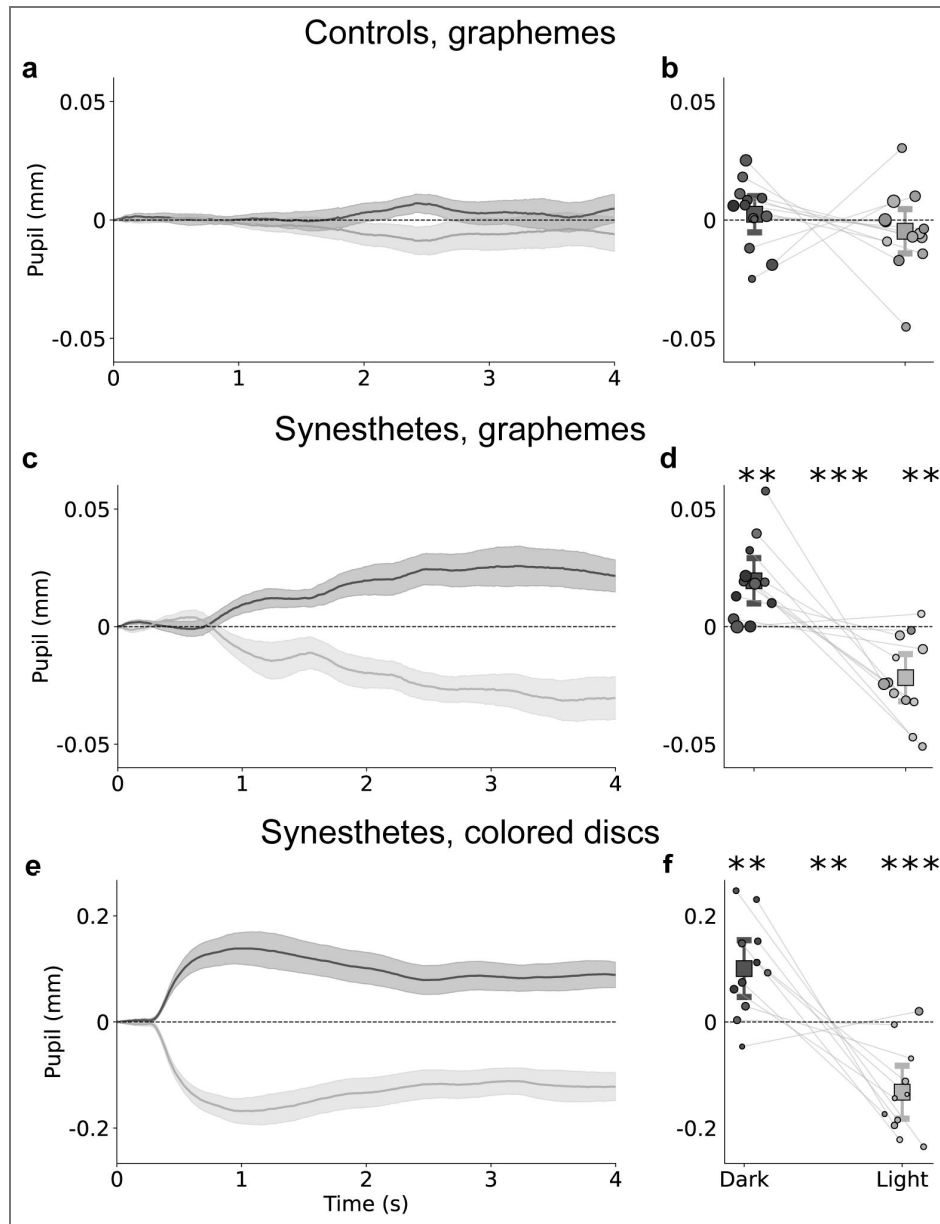 Controls, graphemes
a
b
0.05
0
-0.05
Pupil (mm)
0 1 2 3 4
0.05
0
-0.05
Synesthetes, graphemes
c
d
** *** **
0.05
0
-0.05
Pupil (mm)
0 1 2 3 4
0.05
0
-0.05
Synesthetes, colored discs
e
f
** ** ***
0.2
0
-0.2
Pupil (mm)
0 1 2 3 4
Time (s)
0.2
0
-0.2
Dark Light